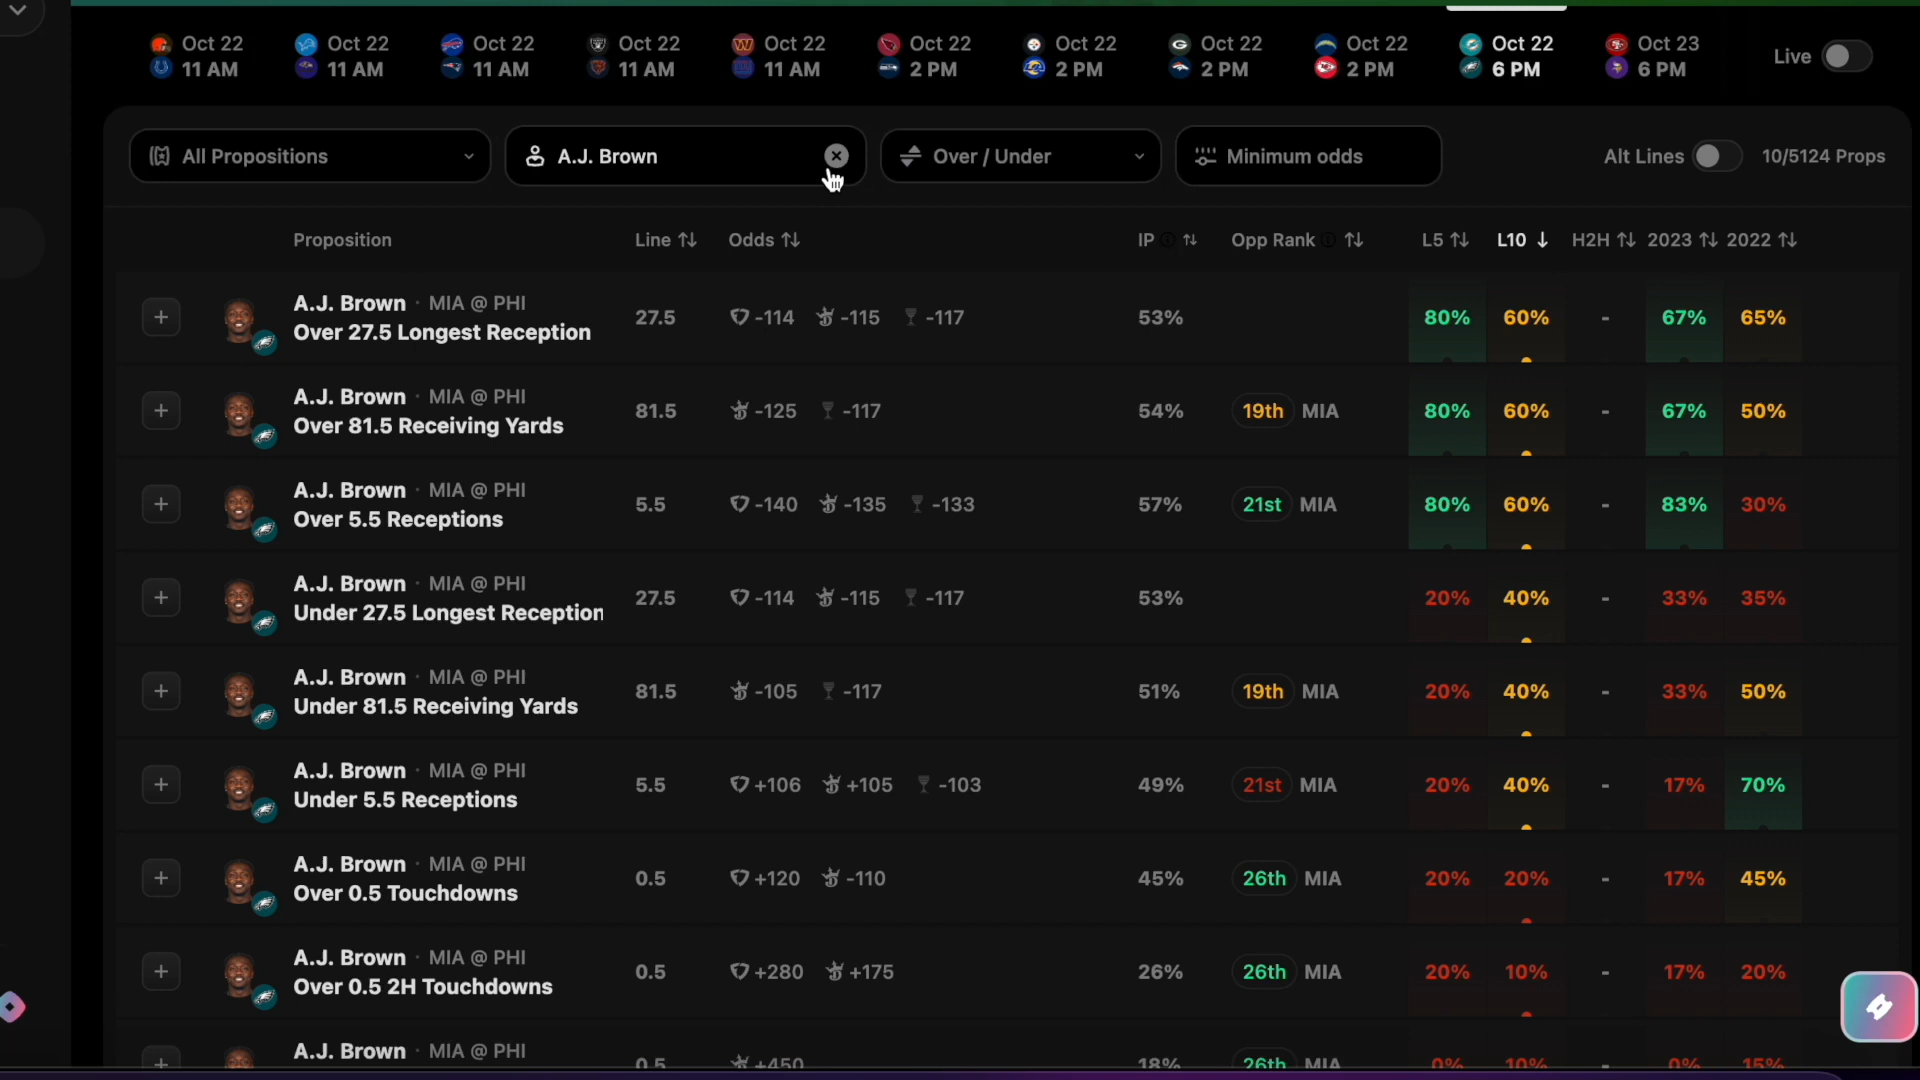 Oct 22 Oct 22 Oct 22 Oct 22 Oct 22 Oct 22 Oct 22 Oct 22 Oct 22 Oct 22 Oct 23
11 AM 11 AM 11 AM 11 AM 11 AM 2 PM 2 PM 2 PM 2 PM 6 PM 6 PM
Live
All Propositions A.J. Brown Over / Under Minimum odds Alt Lines 10/5124 Props
Proposition Line Odds IP Opp Rank L5 L10 H2H 2023 2022
A.J. Brown · MIA @ PHI
Over 27.5 Longest Reception 27.5 -114 -115 -117 53% 80% 60% - 67% 65%
A.J. Brown · MIA @ PHI
Over 81.5 Receiving Yards 81.5 -125 -117 54% 19th MIA 80% 60% - 67% 50%
A.J. Brown · MIA @ PHI
Over 5.5 Receptions 5.5 -140 -135 -133 57% 21st MIA 80% 60% - 83% 30%
A.J. Brown · MIA @ PHI
Under 27.5 Longest Reception 27.5 -114 -115 -117 53% 20% 40% - 33% 35%
A.J. Brown · MIA @ PHI
Under 81.5 Receiving Yards 81.5 -105 -117 51% 19th MIA 20% 40% - 33% 50%
A.J. Brown · MIA @ PHI
Under 5.5 Receptions 5.5 +106 +105 -103 49% 21st MIA 20% 40% - 17% 70%
A.J. Brown · MIA @ PHI
Over 0.5 Touchdowns 0.5 +120 -110 45% 26th MIA 20% 20% - 17% 45%
A.J. Brown · MIA @ PHI
Over 0.5 2H Touchdowns 0.5 +280 +175 26% 26th MIA 20% 10% - 17% 20%
A.J. Brown · MIA @ PHI
0.5 +450 18% 26th MIA 0% 10% - 0% 15%